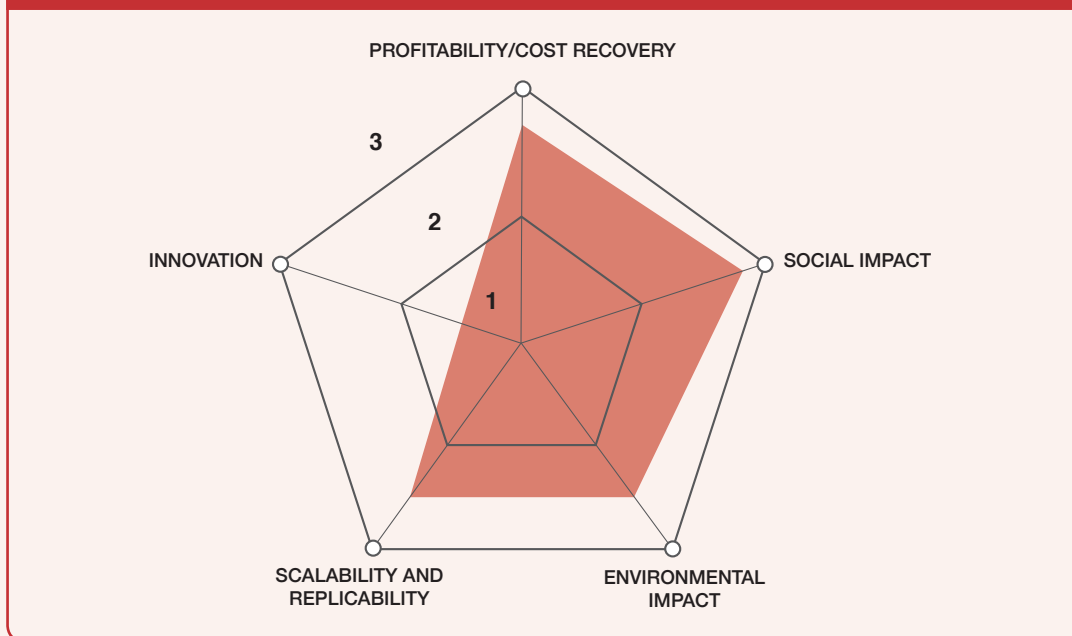 PROFITABILITY/COST RECOVERY
3
2
INNOVATION
SOCIAL IMPACT
1
SCALABILITY AND
REPLICABILITY
ENVIRONMENTAL
IMPACT